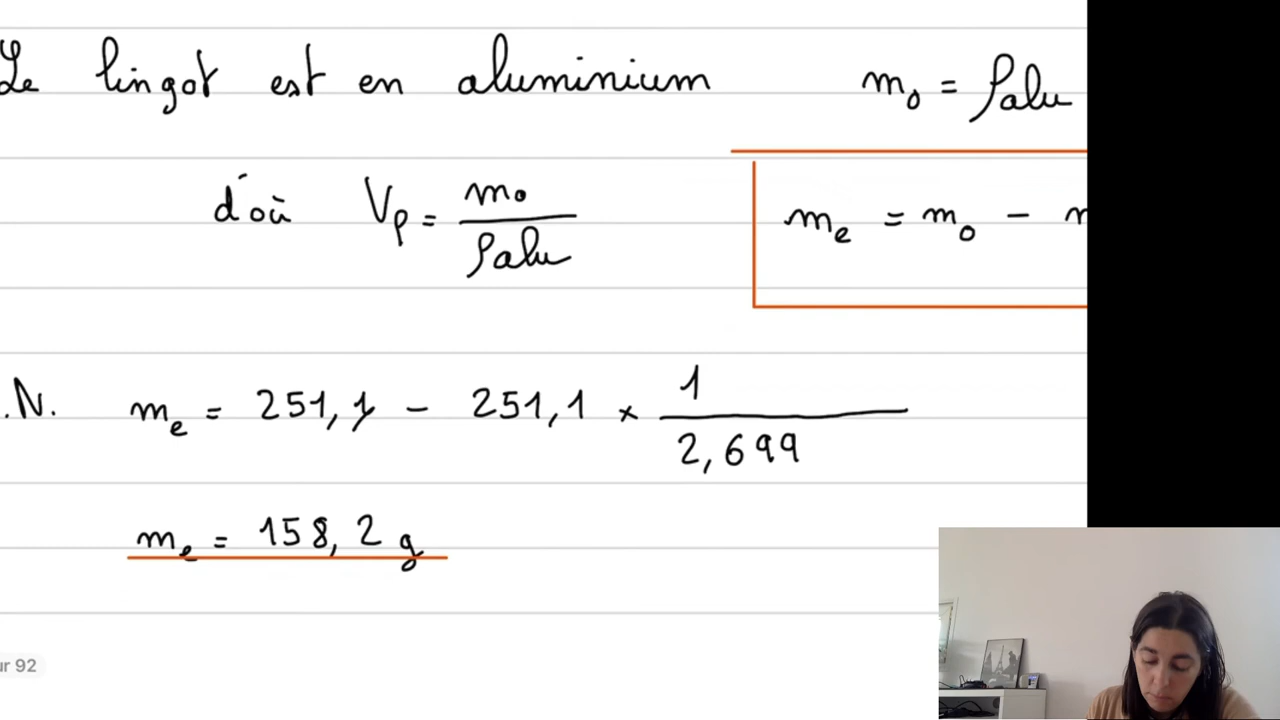 Le lingot est en aluminium m₀ = ρalu
d'où Vp = m₀ / ρalu
me = m₀ -
.N. me = 251,1 - 251,1 × 1 / 2,699
me = 158,2 g
ur 92